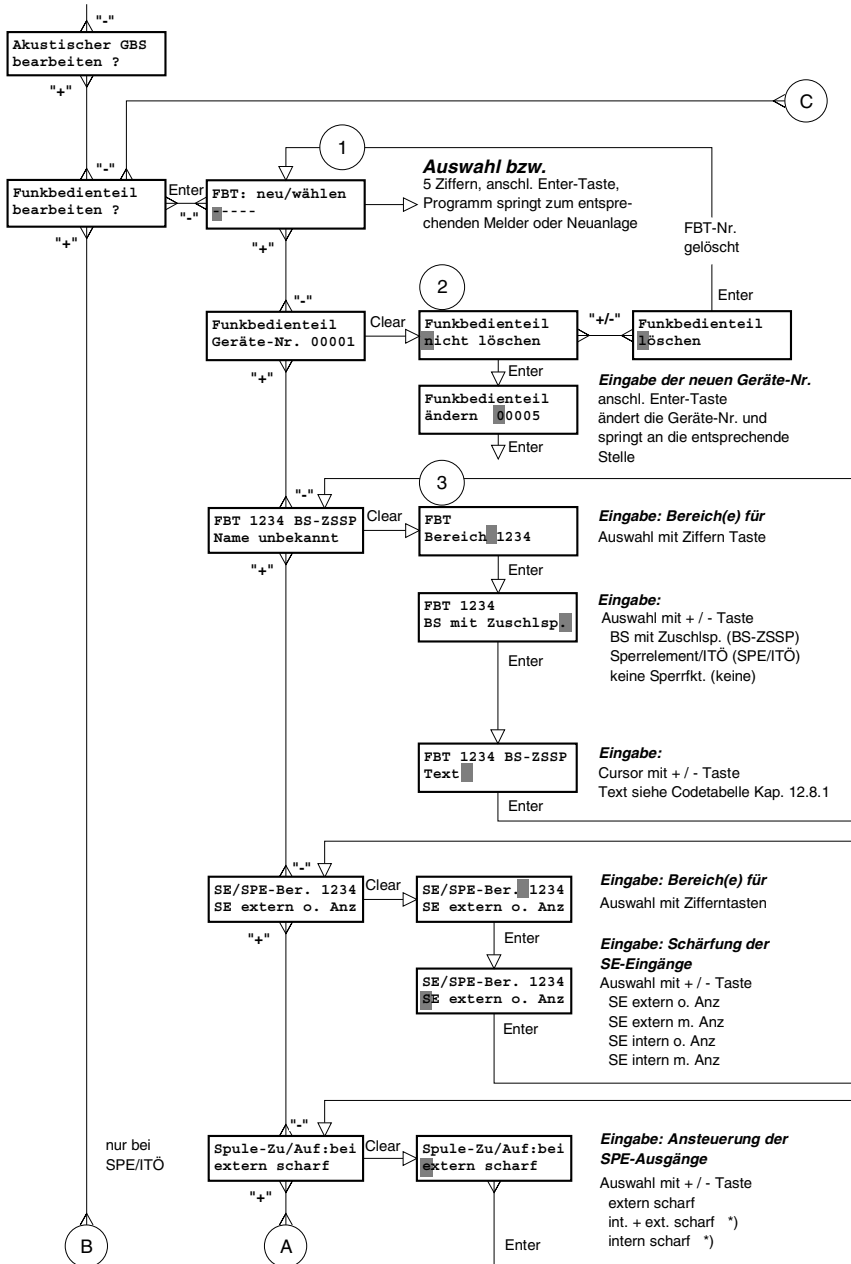 "-"
Akustischer GBS
bearbeiten ?
"+"
C
1
"-"
Funkbedienteil
bearbeiten ?
"+"
Enter
"-"
FBT: neu/wählen
-----
"+"
Auswahl bzw.
5 Ziffern, anschl. Enter-Taste,
Programm springt zum entspre-
chenden Melder oder Neuanlage
FBT-Nr.
gelöscht
Enter
2
"-"
Funkbedienteil
Geräte-Nr. 00001
"+"
Clear
Funkbedienteil
nicht löschen
"+/-"
Funkbedienteil
löschen
Enter
Funkbedienteil
ändern 00005
Enter
Eingabe der neuen Geräte-Nr.
anschl. Enter-Taste
ändert die Geräte-Nr. und
springt an die entsprechende
Stelle
3
"-"
FBT 1234 BS-ZSSP
Name unbekannt
"+"
Clear
FBT
Bereich 1234
Enter
Eingabe: Bereich(e) für
Auswahl mit Ziffern Taste
FBT 1234
BS mit Zuschlsp.
Enter
Eingabe:
Auswahl mit + / - Taste
BS mit Zuschlsp. (BS-ZSSP)
Sperrelement/ITÖ (SPE/ITÖ)
keine Sperrfkt. (keine)
FBT 1234 BS-ZSSP
Text
Enter
Eingabe:
Cursor mit + / - Taste
Text siehe Codetabelle Kap. 12.8.1
"-"
SE/SPE-Ber. 1234
SE extern o. Anz
"+"
Clear
SE/SPE-Ber. 1234
SE extern o. Anz
Enter
Eingabe: Bereich(e) für
Auswahl mit Zifferntasten
SE/SPE-Ber. 1234
SE extern o. Anz
Enter
Eingabe: Schärfung der
SE-Eingänge
Auswahl mit + / - Taste
SE extern o. Anz
SE extern m. Anz
SE intern o. Anz
SE intern m. Anz
nur bei
SPE/ITÖ
"-"
Spule-Zu/Auf:bei
extern scharf
"+"
Clear
Spule-Zu/Auf:bei
extern scharf
Enter
Eingabe: Ansteuerung der
SPE-Ausgänge
Auswahl mit + / - Taste
extern scharf
int. + ext. scharf *)
intern scharf *)
B
A